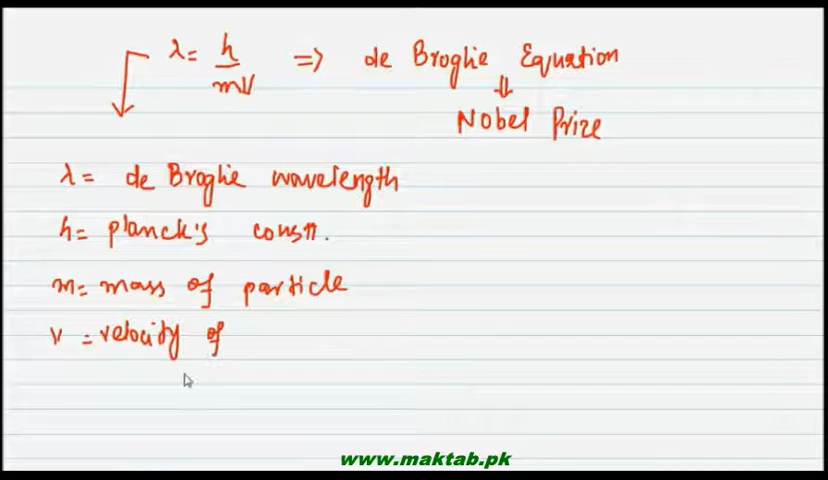 λ = h/mV => de Broglie Equation
⇓
Nobel Prize
λ = de Broglie wavelength
h = planck's constt.
m = mass of particle
v = velocity of
www.maktab.pk